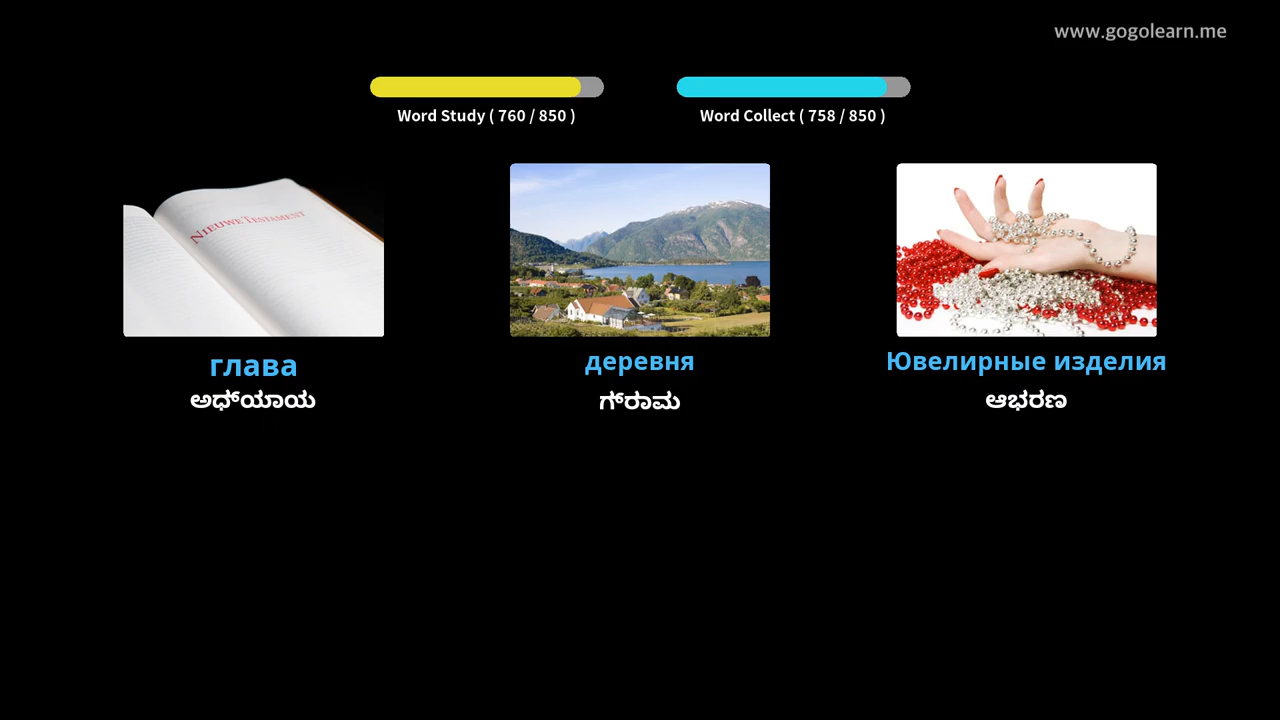 www.gogolearn.me
Word Study ( 760 / 850 )
Word Collect ( 758 / 850 )
NIEUWE TESTAMENT
глава
деревня
Ювелирные изделия
ಅಧ್‌ಯಾಯ
ಗ್‌ರಾಮ
ಆಭರಣ